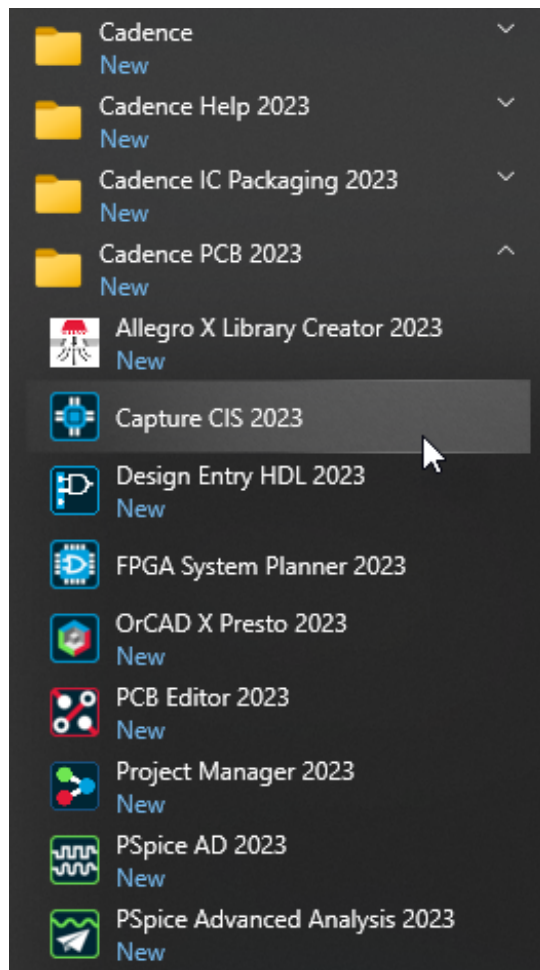 Cadence
New
Cadence Help 2023
New
Cadence IC Packaging 2023
New
Cadence PCB 2023
New
Allegro X Library Creator 2023
New
Capture CIS 2023
Design Entry HDL 2023
New
FPGA System Planner 2023
OrCAD X Presto 2023
New
PCB Editor 2023
New
Project Manager 2023
New
PSpice AD 2023
New
PSpice Advanced Analysis 2023
New